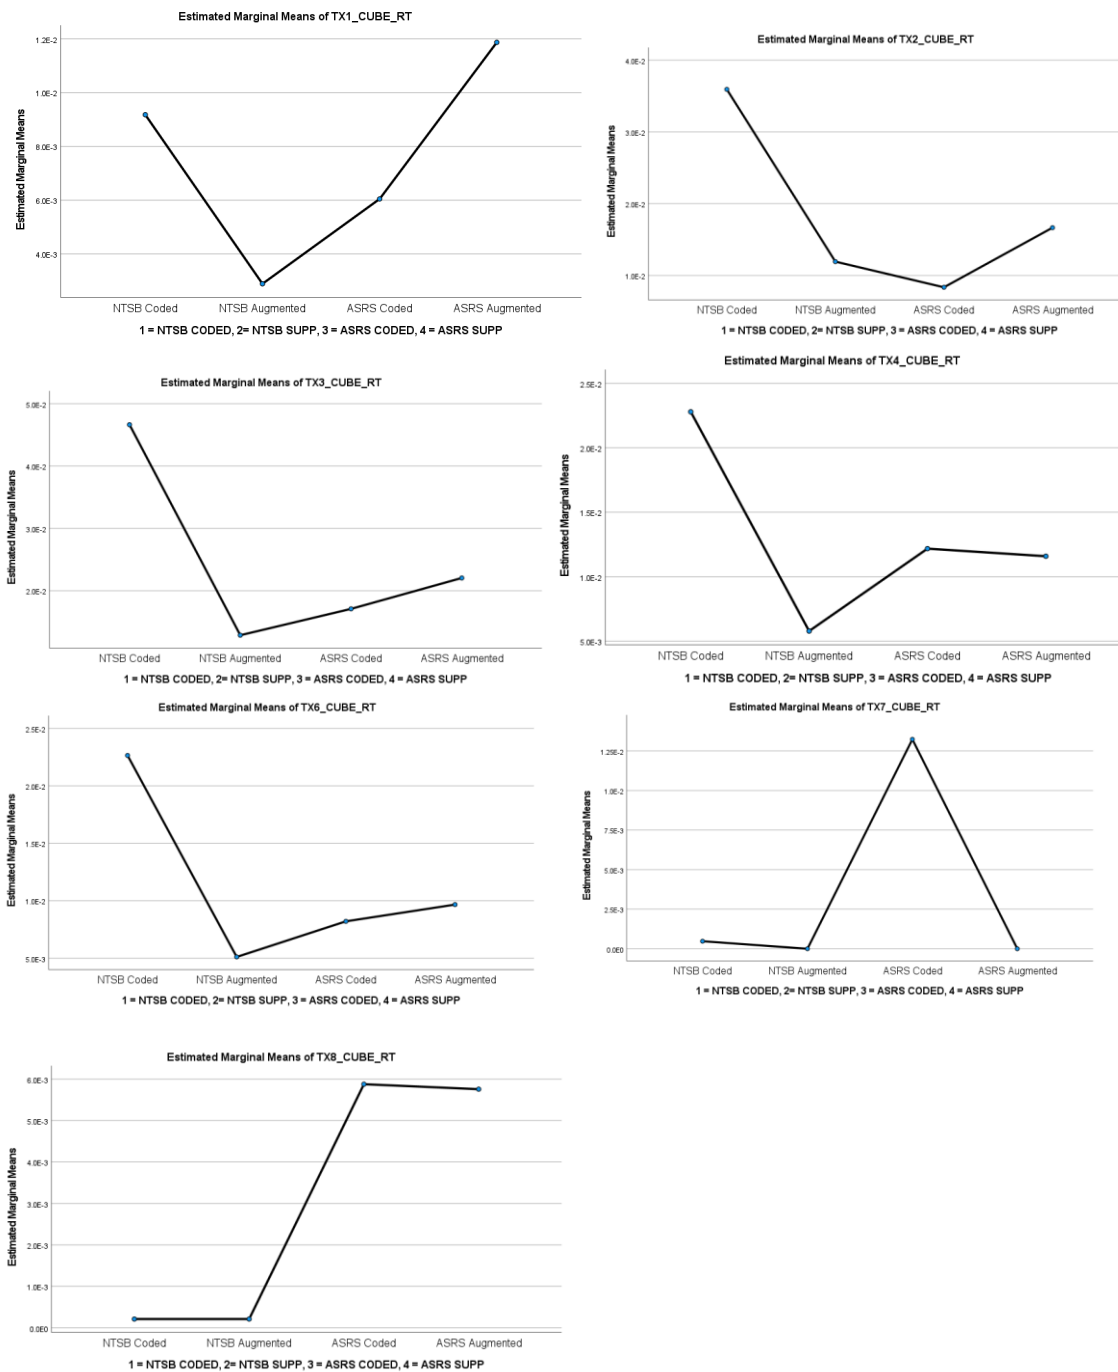 Estimated Marginal Means of TX1_CUBE_RT
Estimated Marginal Means
1.2E-2
1.0E-2
8.0E-3
6.0E-3
4.0E-3
NTSB Coded NTSB Augmented ASRS Coded ASRS Augmented
1 = NTSB CODED, 2= NTSB SUPP, 3 = ASRS CODED, 4 = ASRS SUPP
Estimated Marginal Means of TX2_CUBE_RT
Estimated Marginal Means
4.0E-2
3.0E-2
2.0E-2
1.0E-2
NTSB Coded NTSB Augmented ASRS Coded ASRS Augmented
1 = NTSB CODED, 2= NTSB SUPP, 3 = ASRS CODED, 4 = ASRS SUPP
Estimated Marginal Means of TX3_CUBE_RT
Estimated Marginal Means
5.0E-2
4.0E-2
3.0E-2
2.0E-2
NTSB Coded NTSB Augmented ASRS Coded ASRS Augmented
1 = NTSB CODED, 2= NTSB SUPP, 3 = ASRS CODED, 4 = ASRS SUPP
Estimated Marginal Means of TX4_CUBE_RT
Estimated Marginal Means
2.5E-2
2.0E-2
1.5E-2
1.0E-2
5.0E-3
NTSB Coded NTSB Augmented ASRS Coded ASRS Augmented
1 = NTSB CODED, 2= NTSB SUPP, 3 = ASRS CODED, 4 = ASRS SUPP
Estimated Marginal Means of TX6_CUBE_RT
Estimated Marginal Means
2.5E-2
2.0E-2
1.5E-2
1.0E-2
5.0E-3
NTSB Coded NTSB Augmented ASRS Coded ASRS Augmented
1 = NTSB CODED, 2= NTSB SUPP, 3 = ASRS CODED, 4 = ASRS SUPP
Estimated Marginal Means of TX7_CUBE_RT
Estimated Marginal Means
1.25E-2
1.0E-2
7.5E-3
5.0E-3
2.5E-3
0.0E0
NTSB Coded NTSB Augmented ASRS Coded ASRS Augmented
1 = NTSB CODED, 2= NTSB SUPP, 3 = ASRS CODED, 4 = ASRS SUPP
Estimated Marginal Means of TX8_CUBE_RT
Estimated Marginal Means
6.0E-3
5.0E-3
4.0E-3
3.0E-3
2.0E-3
1.0E-3
0.0E0
NTSB Coded NTSB Augmented ASRS Coded ASRS Augmented
1 = NTSB CODED, 2= NTSB SUPP, 3 = ASRS CODED, 4 = ASRS SUPP